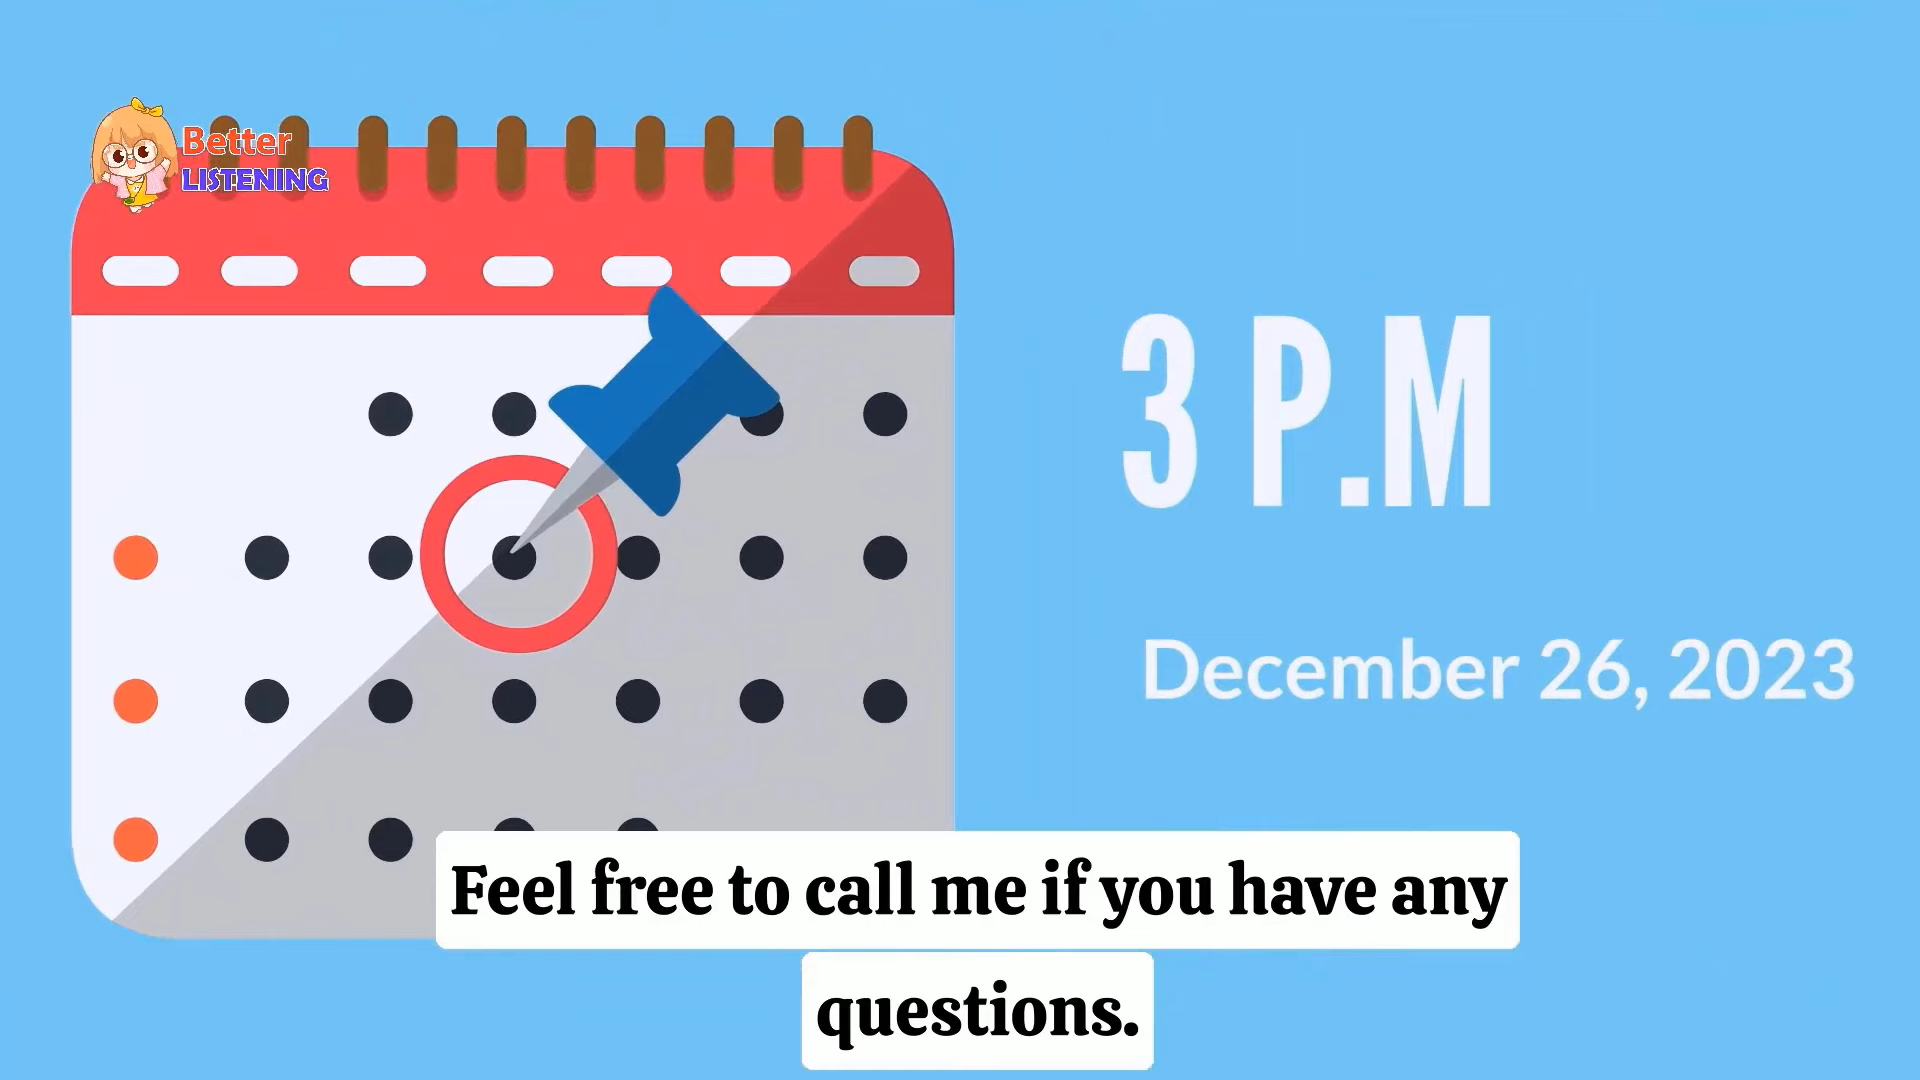 Better
LISTENING
3 P.M
December 26, 2023
Feel free to call me if you have any
questions.